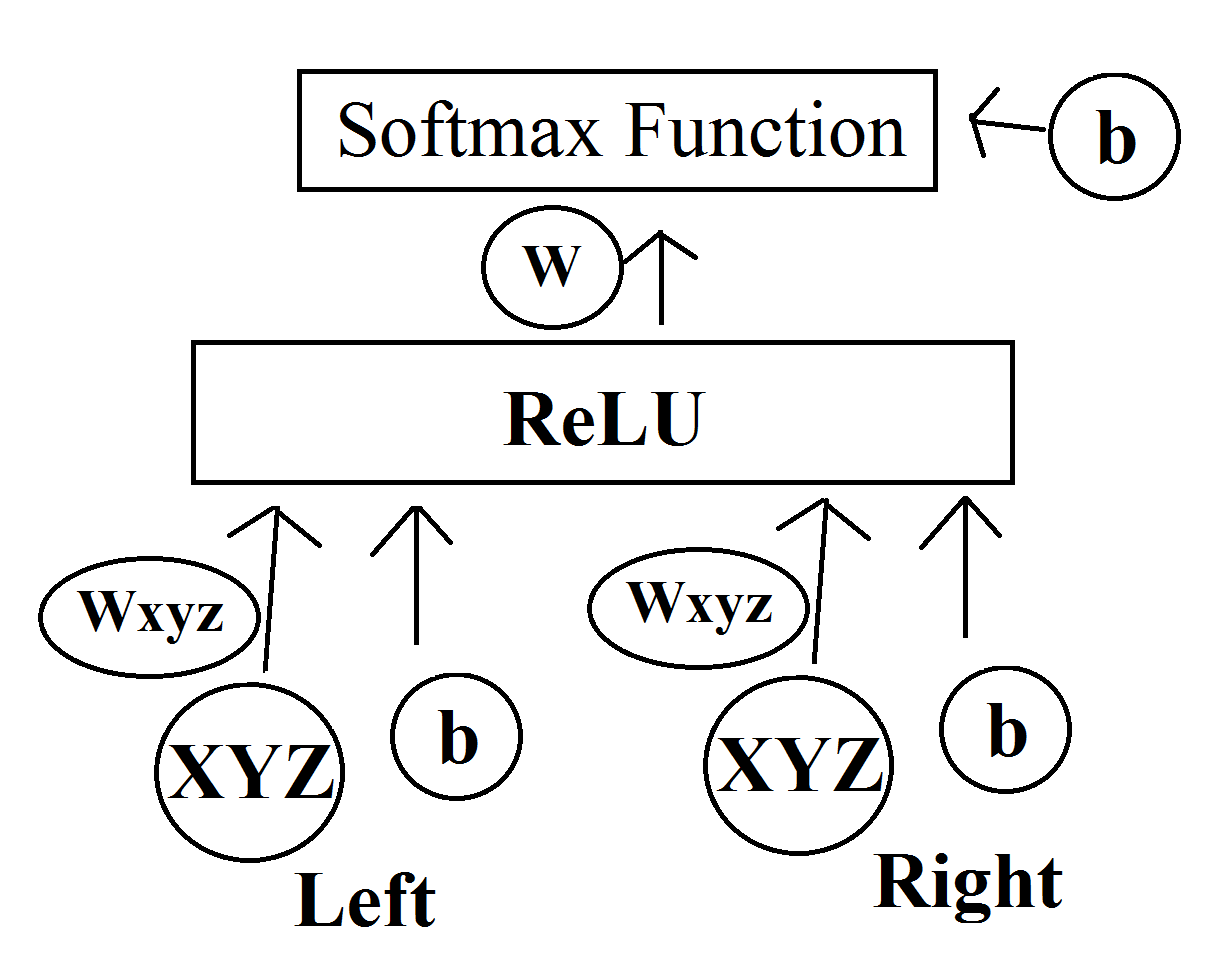 Softmax Function
b
W
ReLU
Wxyz
Wxyz
XYZ
b
XYZ
b
Left
Right